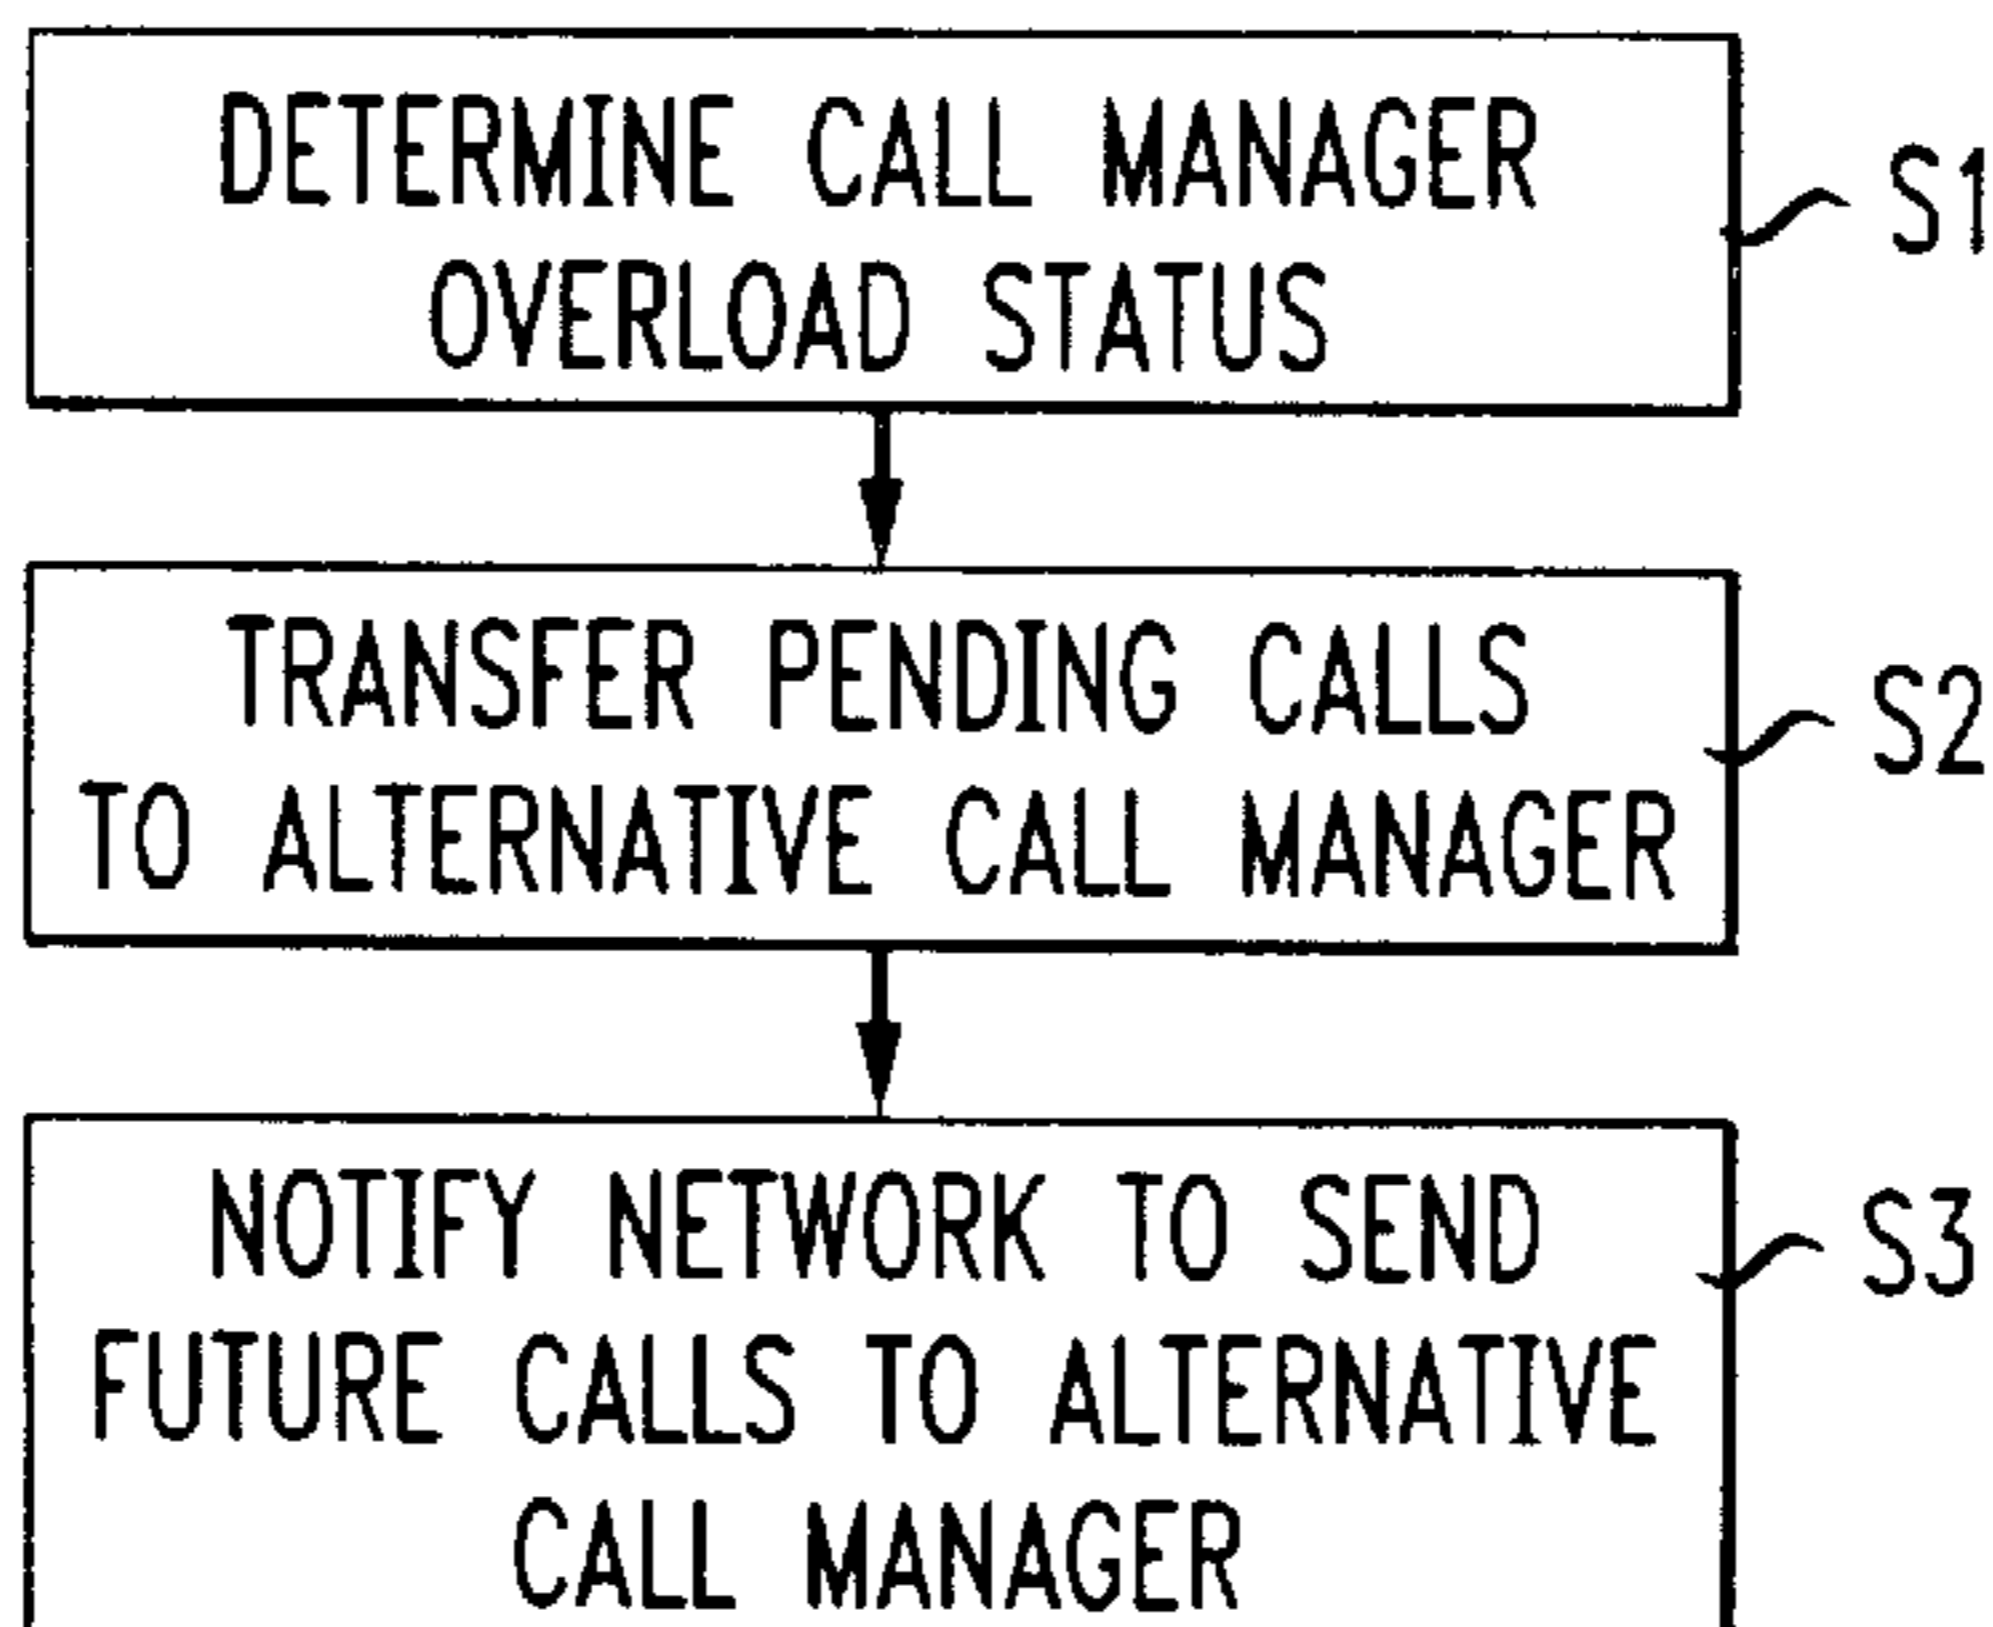 DETERMINE CALL MANAGER
OVERLOAD STATUS
S1
TRANSFER PENDING CALLS
TO ALTERNATIVE CALL MANAGER
S2
NOTIFY NETWORK TO SEND
FUTURE CALLS TO ALTERNATIVE
CALL MANAGER
S3